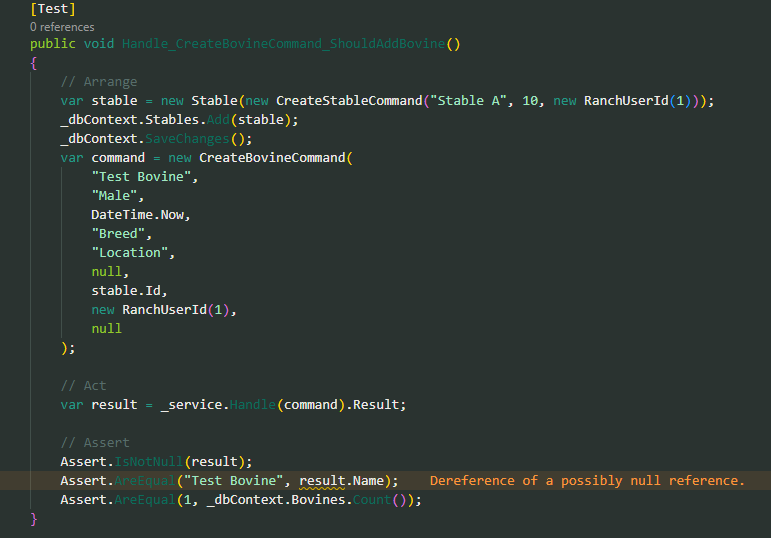 [Test]
0 references
public void Handle_CreateBovineCommand_ShouldAddBovine()
{
// Arrange
var stable = new Stable(new CreateStableCommand("Stable A", 10, new RanchUserId(1)));
_dbContext.Stables.Add(stable);
_dbContext.SaveChanges();
var command = new CreateBovineCommand(
"Test Bovine",
"Male",
DateTime.Now,
"Breed",
"Location",
null,
stable.Id,
new RanchUserId(1),
null
);
// Act
var result = _service.Handle(command).Result;
// Assert
Assert.IsNotNull(result);
Assert.AreEqual("Test Bovine", result.Name); Dereference of a possibly null reference.
Assert.AreEqual(1, _dbContext.Bovines.Count());
}